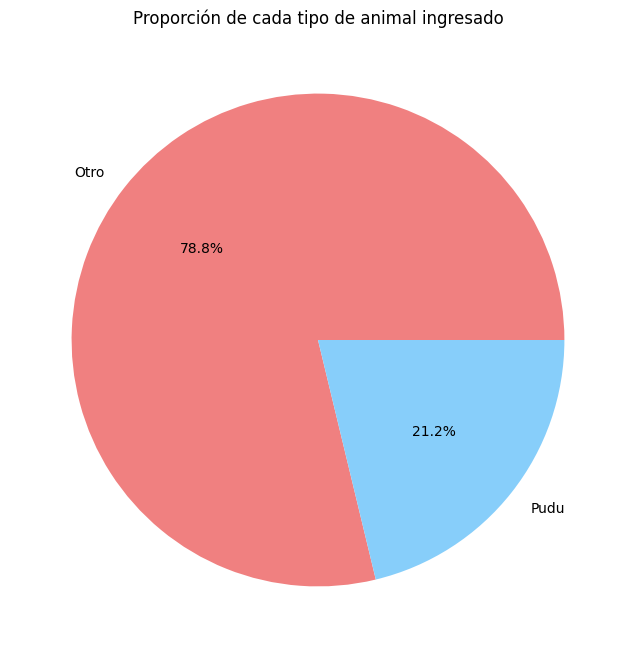 Proporción de cada tipo de animal ingresado
Otro
78.8%
21.2%
Pudu